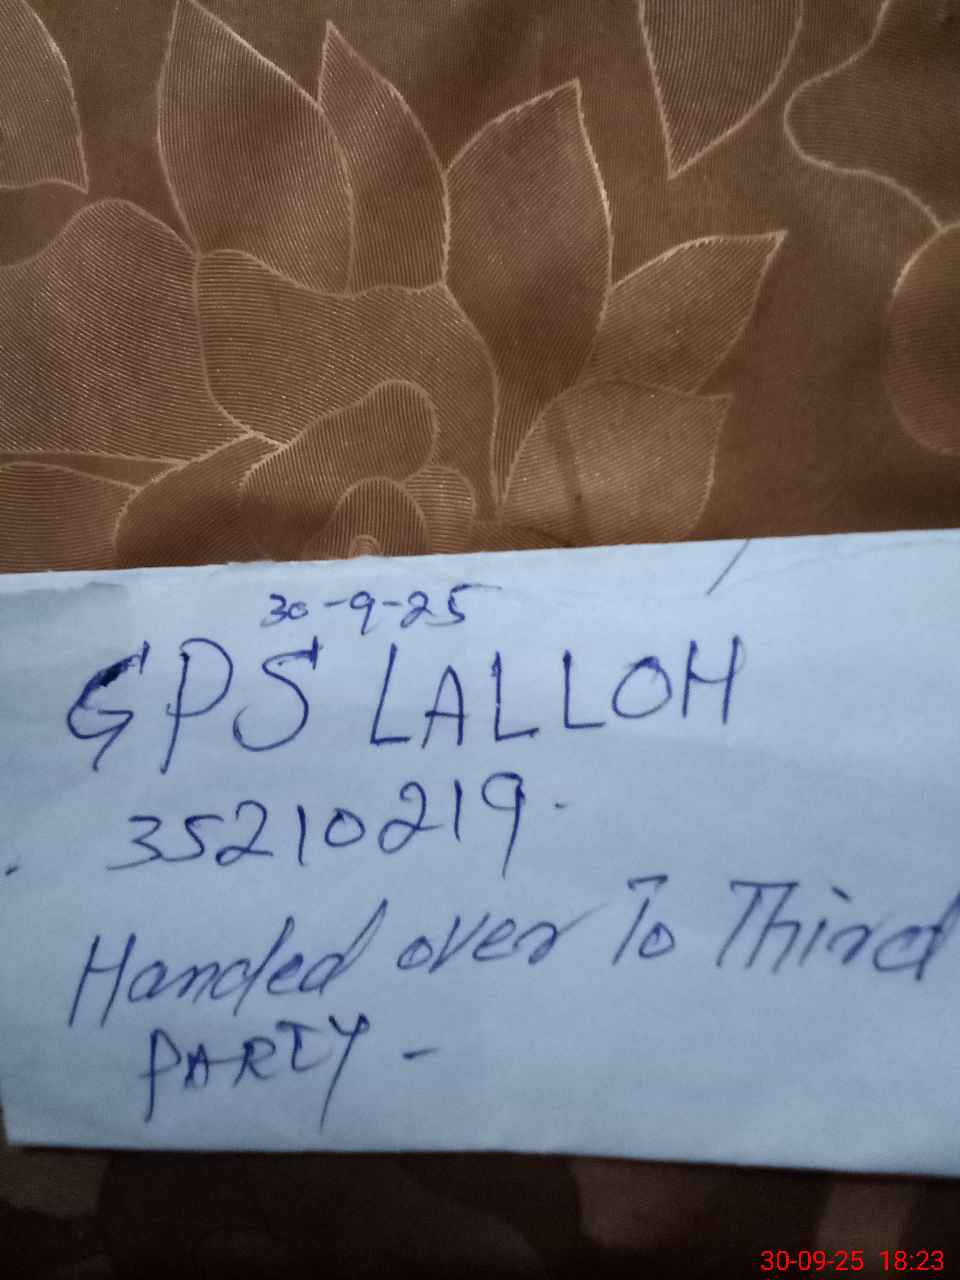 30-9-25
GPS LALLOH
35210219.
Handed over To Third
PARTY -
30-09-25 18:23